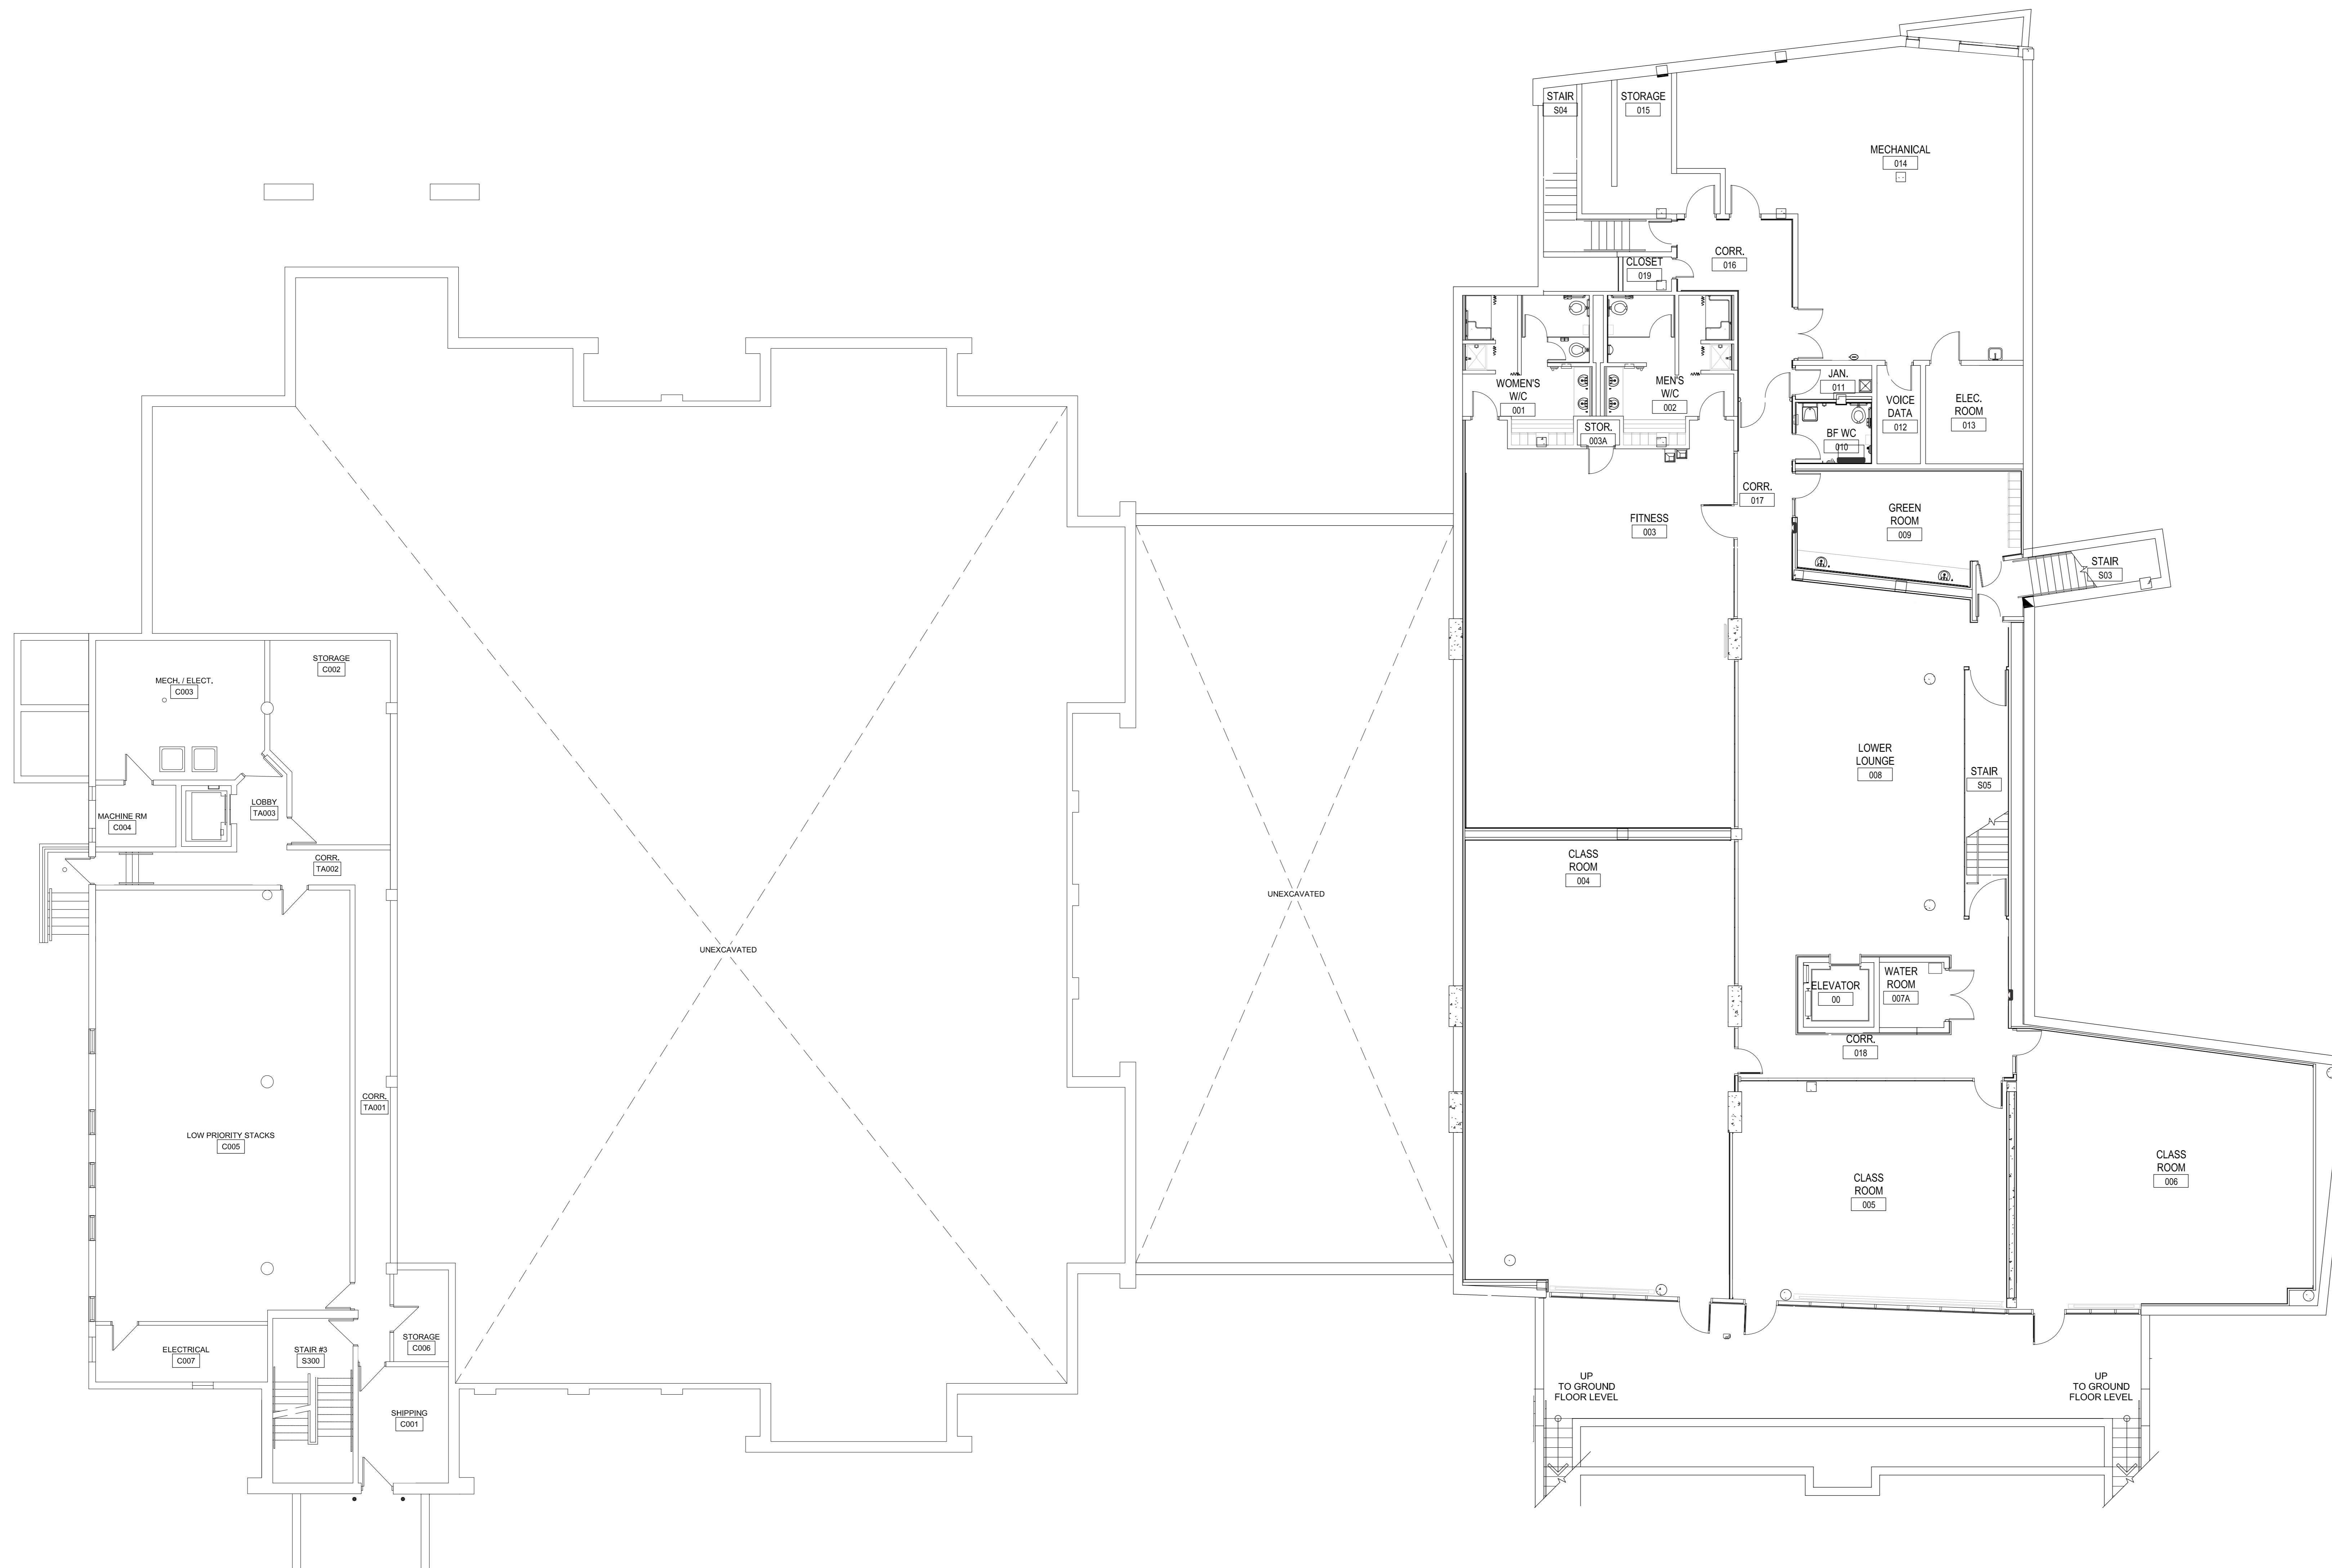 STAIR
S04
STORAGE
015
MECHANICAL
014
CORR.
016
CLOSET
019
WOMEN'S
W/C
001
MEN'S
W/C
002
STOR.
003A
JAN.
011
VOICE
DATA
012
ELEC.
ROOM
013
BF WC
010
CORR.
017
FITNESS
003
GREEN
ROOM
009
STAIR
S03
STORAGE
C002
MECH. / ELECT.
C003
LOBBY
TA003
MACHINE RM
C004
CORR.
TA002
LOWER
LOUNGE
008
STAIR
S05
CLASS
ROOM
004
UNEXCAVATED
UNEXCAVATED
ELEVATOR
00
WATER
ROOM
007A
CORR.
018
CORR.
TA001
LOW PRIORITY STACKS
C005
CLASS
ROOM
005
CLASS
ROOM
006
STORAGE
C006
ELECTRICAL
C007
STAIR #3
S300
SHIPPING
C001
UP
TO GROUND
FLOOR LEVEL
UP
TO GROUND
FLOOR LEVEL